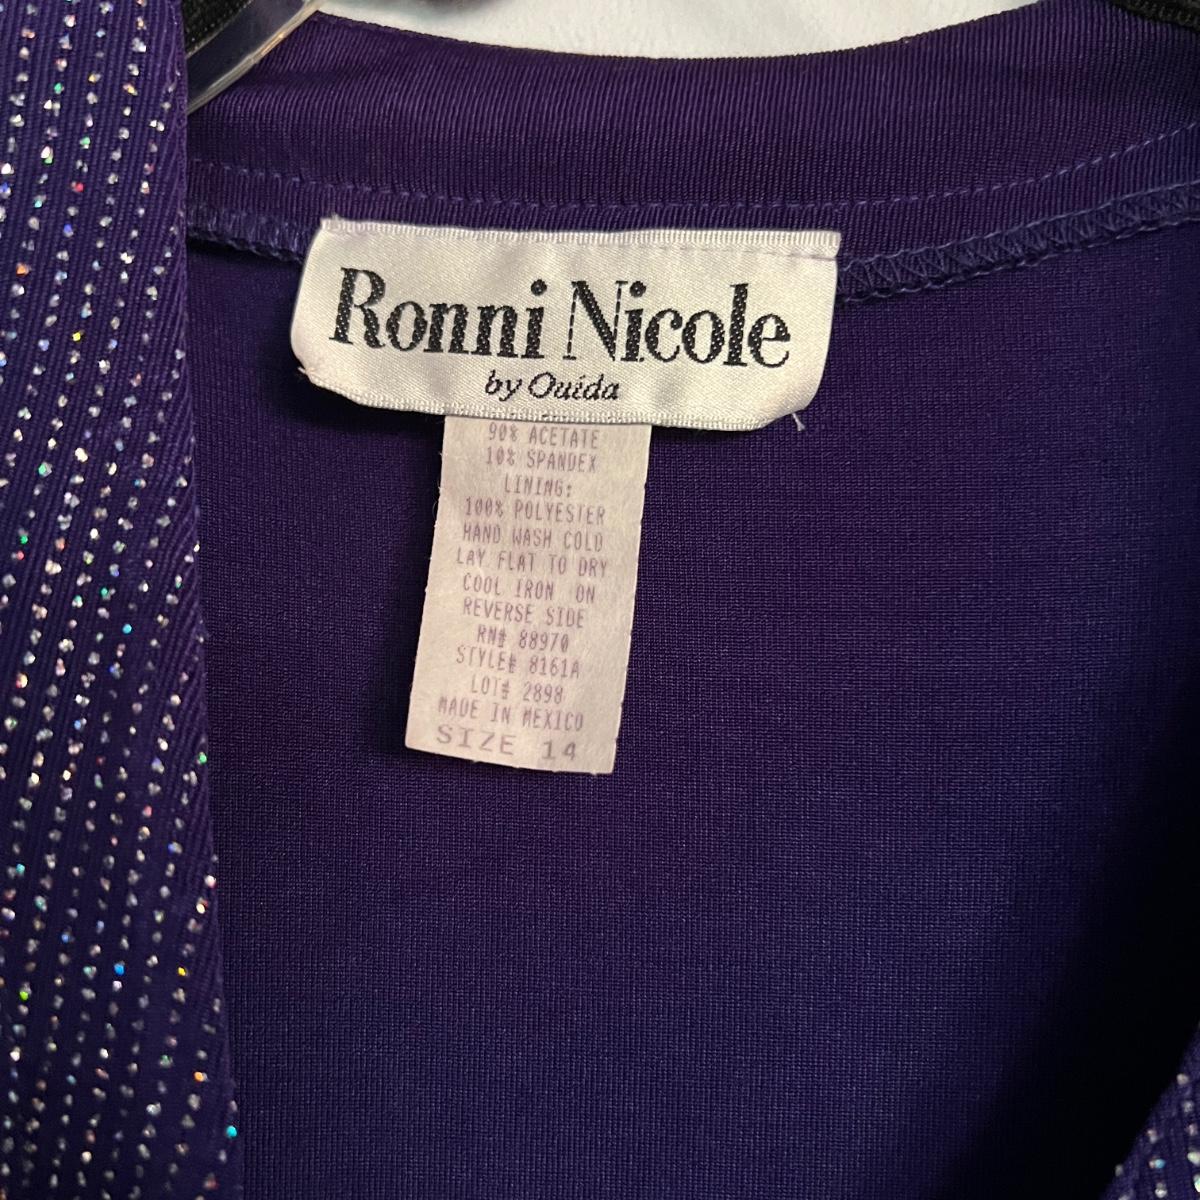 Ronni Nicole
by Ouida
90% ACETATE
10% SPANDEX
LINING:
100% POLYESTER
HAND WASH COLD
LAY FLAT TO DRY
COOL IRON ON
REVERSE SIDE
RN# 88970
STYLE# 8161A
LOT# 2898
MADE IN MEXICO
SIZE 14